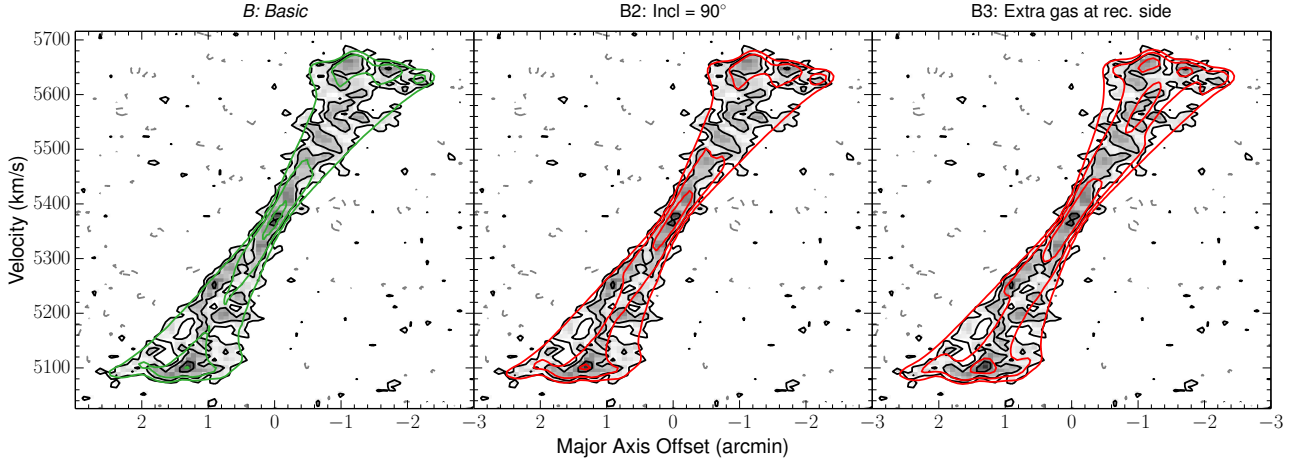 B: Basic
B2: Incl = 90°
B3: Extra gas at rec. side
5700
5600
5500
5400
5300
5200
5100
Velocity (km/s)
2 1 0 −1 −2 −3 2 1 0 −1 −2 −3 2 1 0 −1 −2 −3
Major Axis Offset (arcmin)